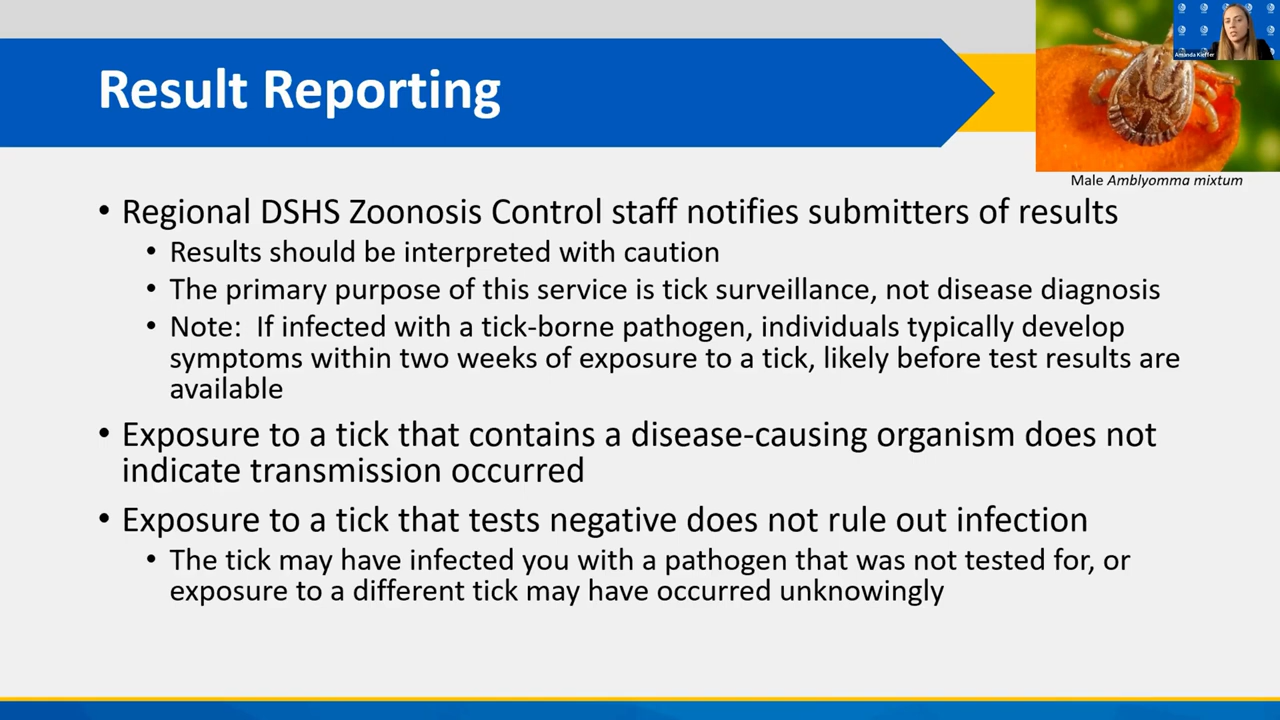 Result Reporting
Amanda Kieffer
Male Amblyomma mixtum
• Regional DSHS Zoonosis Control staff notifies submitters of results
• Results should be interpreted with caution
• The primary purpose of this service is tick surveillance, not disease diagnosis
• Note: If infected with a tick-borne pathogen, individuals typically develop
symptoms within two weeks of exposure to a tick, likely before test results are
available
• Exposure to a tick that contains a disease-causing organism does not
indicate transmission occurred
• Exposure to a tick that tests negative does not rule out infection
• The tick may have infected you with a pathogen that was not tested for, or
exposure to a different tick may have occurred unknowingly